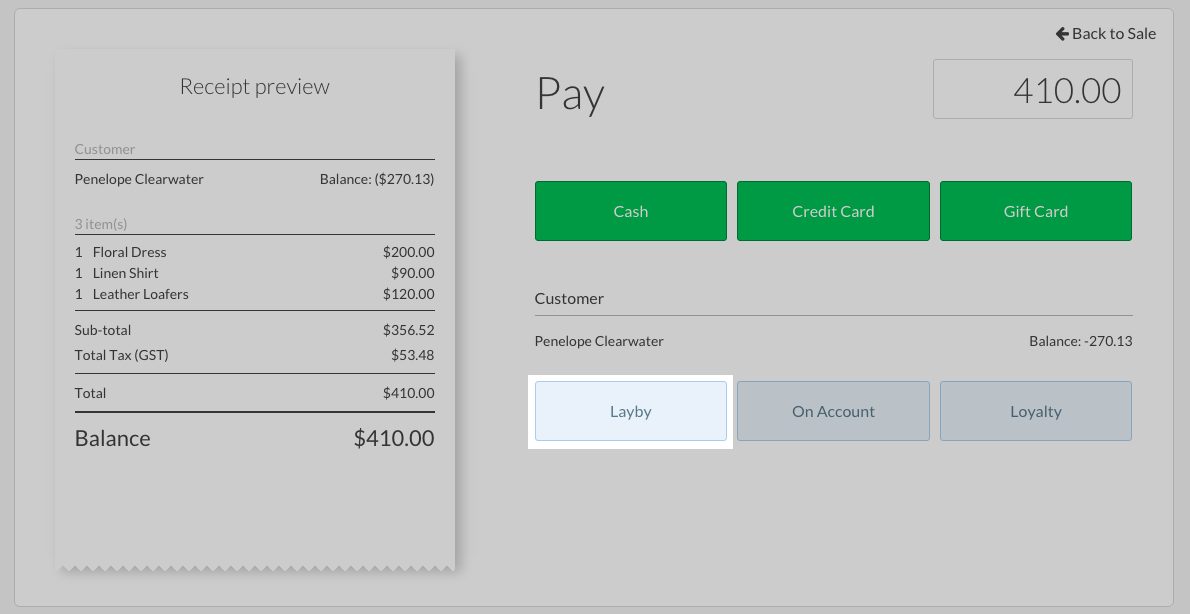 Back to Sale
Receipt preview
Customer
Penelope Clearwater Balance: ($270.13)
3 item(s)
1 Floral Dress $200.00
1 Linen Shirt $90.00
1 Leather Loafers $120.00
Sub-total $356.52
Total Tax (GST) $53.48
Total $410.00
Balance $410.00
Pay 410.00
Cash Credit Card Gift Card
Customer
Penelope Clearwater Balance: -270.13
Layby On Account Loyalty